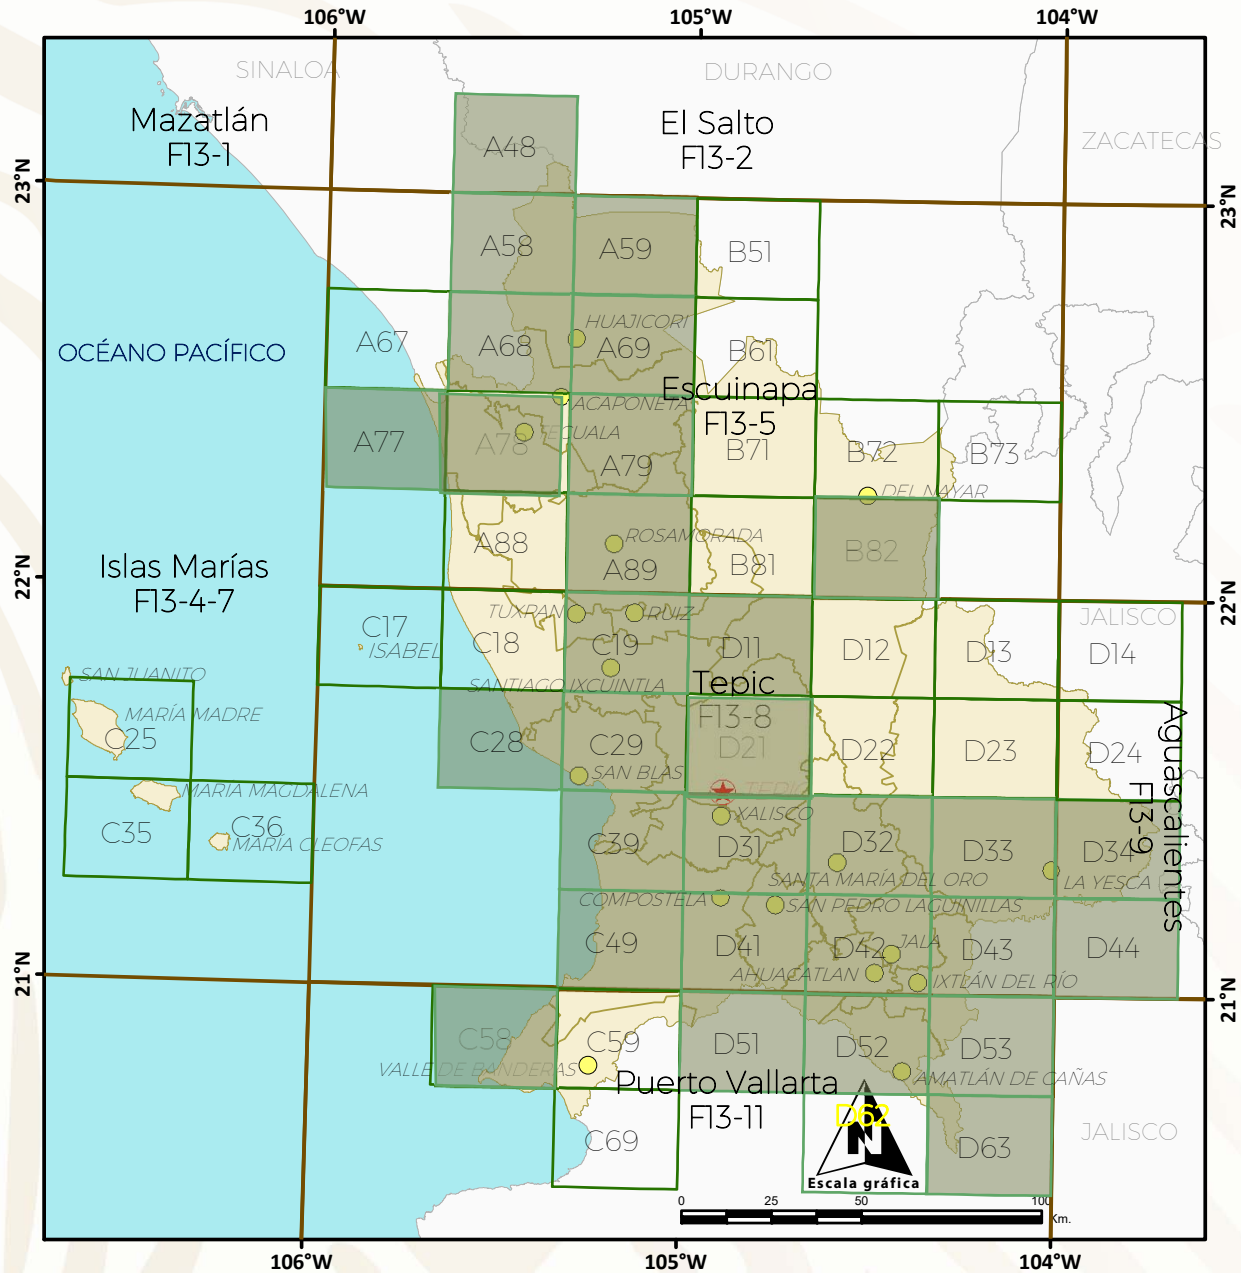 106°W 105°W 104°W
SINALOA DURANGO
Mazatlán
F13-1
El Salto
F13-2
ZACATECAS
A48
23°N 23°N
A58 A59 B51
HUAJICORI
A67 A68 A69 B61
OCÉANO PACÍFICO
Escuinapa
F13-5
ACAPONETA
TECUALA
A77 A78 A79 B71 B72 B73
DEL NAYAR
ROSAMORADA
A88 A89 B81 B82
Islas Marías
F13-4-7
22°N 22°N
TUXPAN RUIZ JALISCO
C17 C18 C19 D11 D12 D13 D14
ISABEL
SAN JUANITO SANTIAGO IXCUINTLA
Tepic
F13-8
MARÍA MADRE
C25 C28 C29 D21 D22 D23 D24
SAN BLAS TEPIC
MARÍA MAGDALENA
XALISCO
Aguascalientes
F13-9
C35 C36 C39 D31 D32 D33 D34
MARÍA CLEOFAS
SANTA MARÍA DEL ORO LA YESCA
COMPOSTELA SAN PEDRO LAGUINILLAS
C49 D41 D42 JALA D43 D44
AHUACATLAN IXTLÁN DEL RÍO
21°N 21°N
C58 C59 D51 D52 D53
VALLE DE BANDERAS AMATLÁN DE CAÑAS
Puerto Vallarta
F13-11
D62
N
C69 D63 JALISCO
Escala gráfica
0 25 50 100
Km.
106°W 105°W 104°W